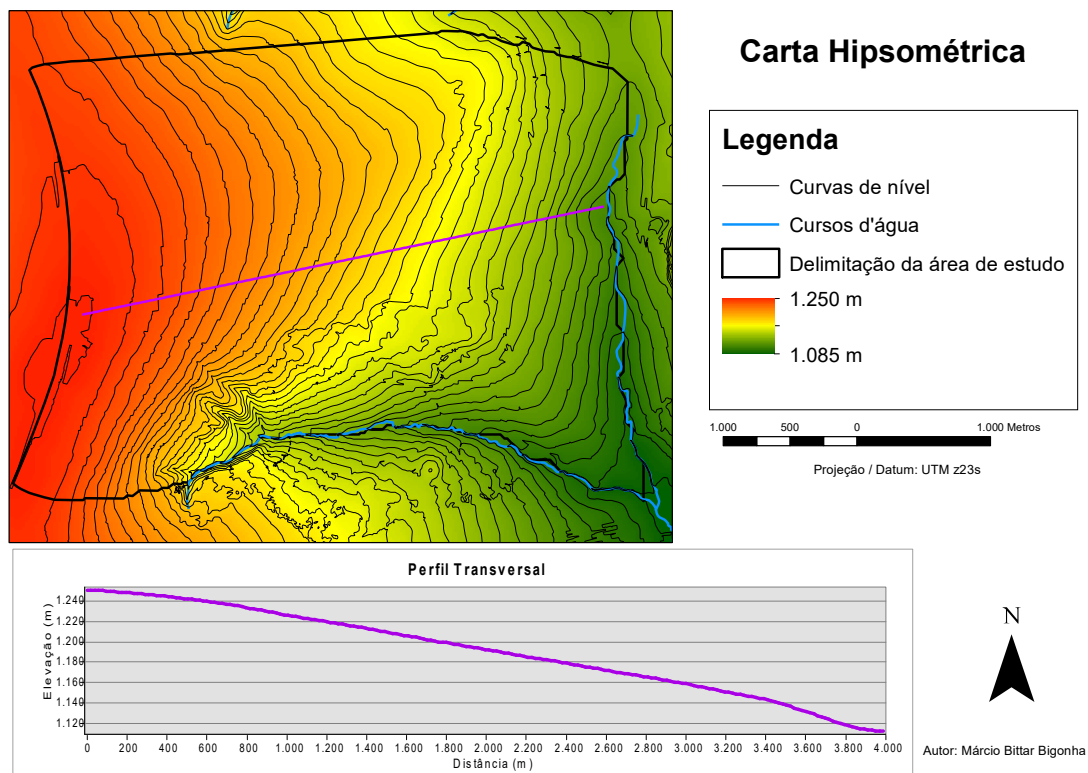 Carta Hipsométrica
Legenda
Curvas de nível
Cursos d'água
Delimitação da área de estudo
1.250 m
1.085 m
1.000 500 0 1.000 Metros
Projeção / Datum: UTM z23s
Perfil Transversal
Elevação (m)
1.240
1.220
1.200
1.180
1.160
1.140
1.120
0 200 400 600 800 1.000 1.200 1.400 1.600 1.800 2.000 2.200 2.400 2.600 2.800 3.000 3.200 3.400 3.600 3.800 4.000
Distância (m)
N
Autor: Márcio Bittar Bigonha